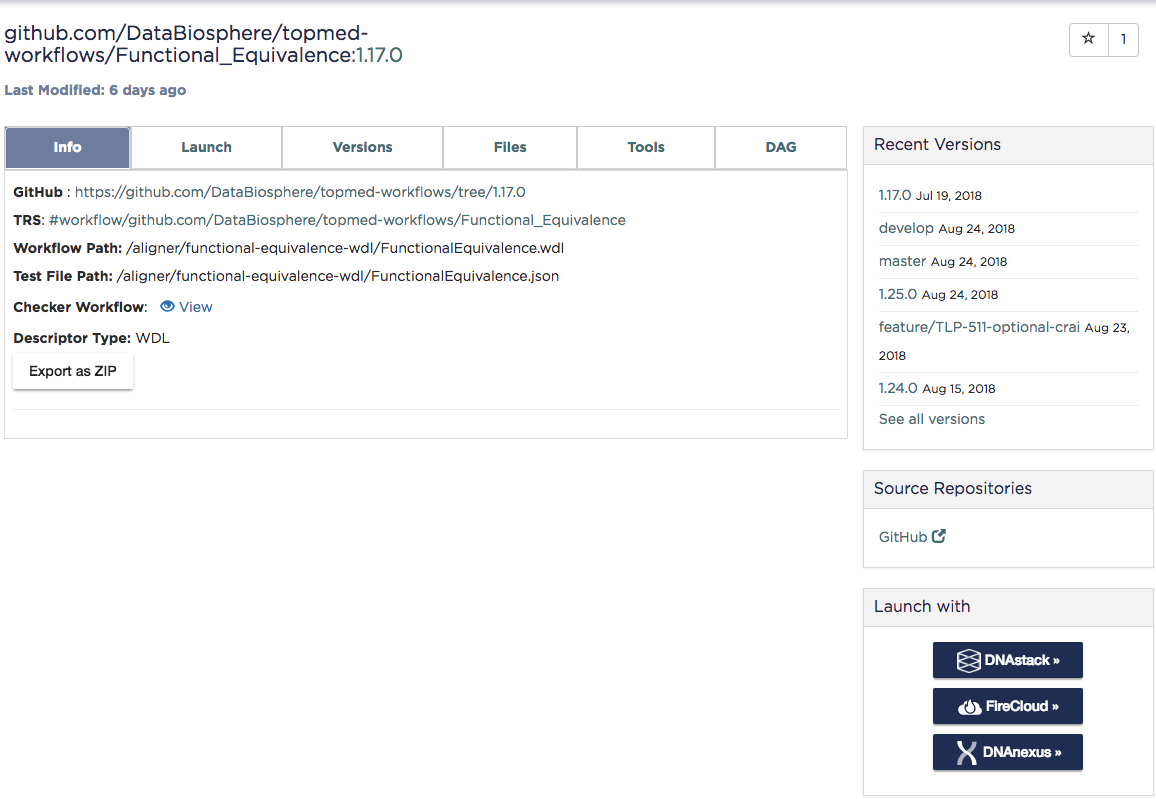 github.com/DataBiosphere/topmed-
workflows/Functional_Equivalence:1.17.0
1
Last Modified: 6 days ago
Info
Launch
Versions
Files
Tools
DAG
GitHub : https://github.com/DataBiosphere/topmed-workflows/tree/1.17.0
TRS: #workflow/github.com/DataBiosphere/topmed-workflows/Functional_Equivalence
Workflow Path: /aligner/functional-equivalence-wdl/FunctionalEquivalence.wdl
Test File Path: /aligner/functional-equivalence-wdl/FunctionalEquivalence.json
Checker Workflow: View
Descriptor Type: WDL
Export as ZIP
Recent Versions
1.17.0 Jul 19, 2018
develop Aug 24, 2018
master Aug 24, 2018
1.25.0 Aug 24, 2018
feature/TLP-511-optional-crai Aug 23,
2018
1.24.0 Aug 15, 2018
See all versions
Source Repositories
GitHub
Launch with
DNAstack »
FireCloud »
DNAnexus »